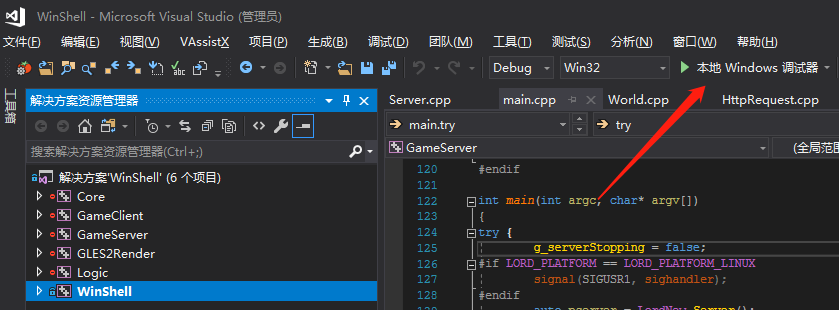 WinShell - Microsoft Visual Studio (管理员)
文件(F) 编辑(E) 视图(V) VAssistX 项目(P) 生成(B) 调试(D) 团队(M) 工具(T) 测试(S) 分析(N) 窗口(W) 帮助(H)
Debug Win32 本地 Windows 调试器
工具箱
解决方案资源管理器
搜索解决方案资源管理器(Ctrl+;)
解决方案'WinShell' (6 个项目)
Core
GameClient
GameServer
GLES2Render
Logic
WinShell
Server.cpp main.cpp World.cpp HttpRequest.cpp
main.try try
GameServer (全局范围
120 #endif
121
122 int main(int argc, char* argv[])
123 {
124 try {
125 g_serverStopping = false;
126 #if LORD_PLATFORM == LORD_PLATFORM_LINUX
127 signal(SIGUSR1, sighandler);
128 #endif